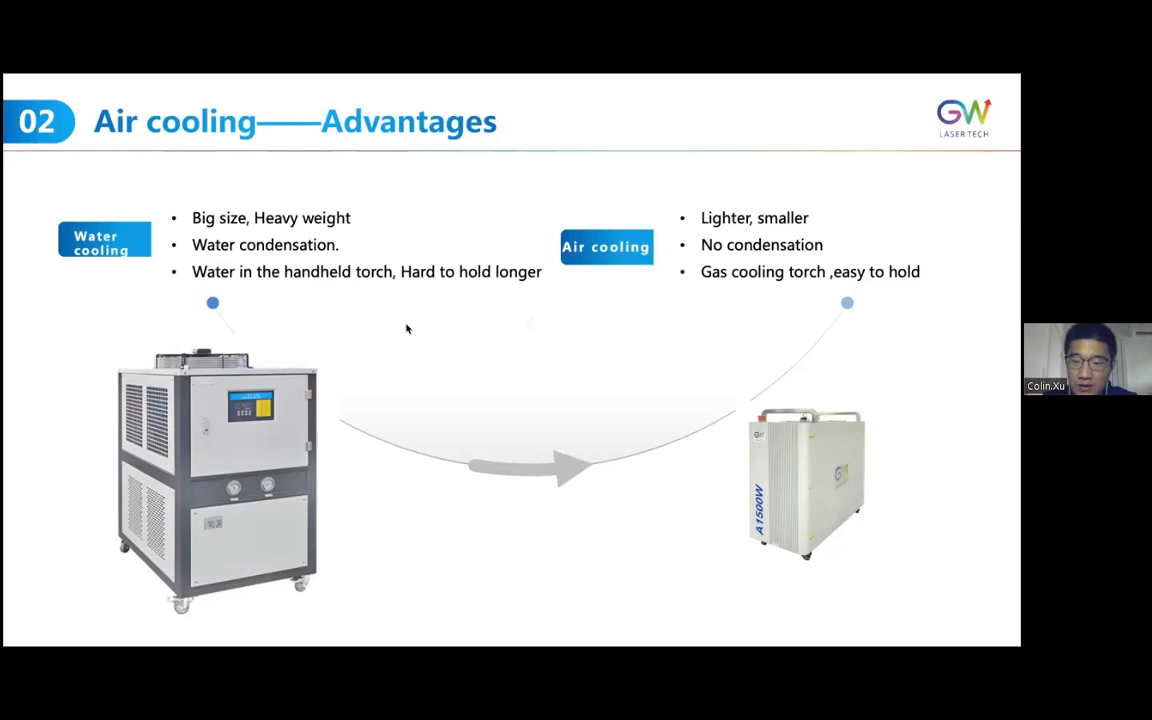 02
Air cooling——Advantages
GW
LASER TECH
Water
cooling
• Big size, Heavy weight
• Water condensation.
• Water in the handheld torch, Hard to hold longer
Air cooling
• Lighter, smaller
• No condensation
• Gas cooling torch ,easy to hold
GW
A1500W
Colin.Xu